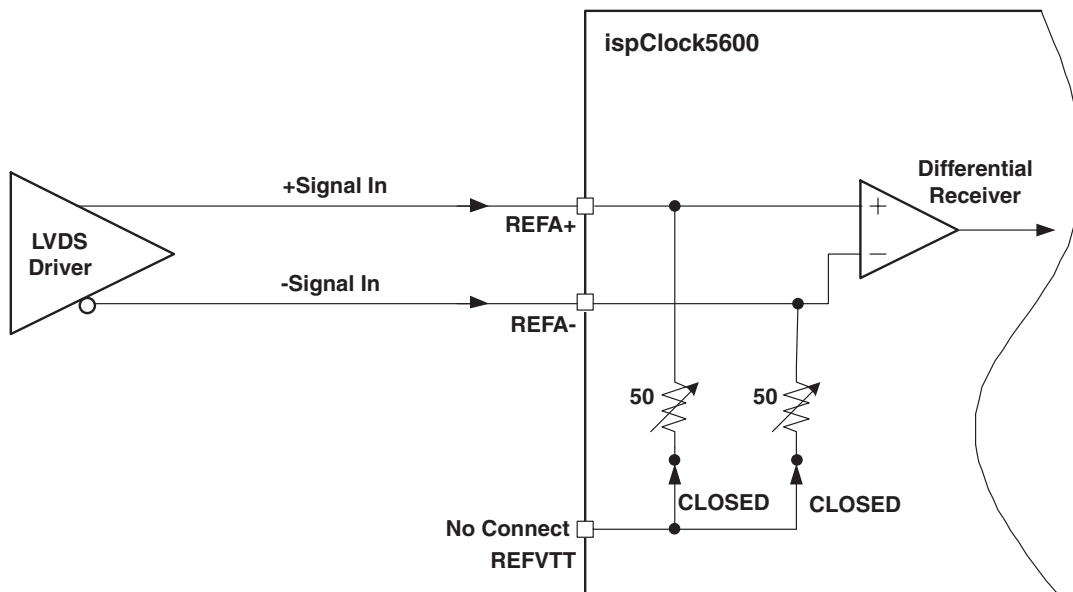 ispClock5600
+Signal In
Differential
Receiver
+
REFA+
LVDS
Driver
-Signal In
−
REFA-
50
50
CLOSED
CLOSED
No Connect
REFVTT